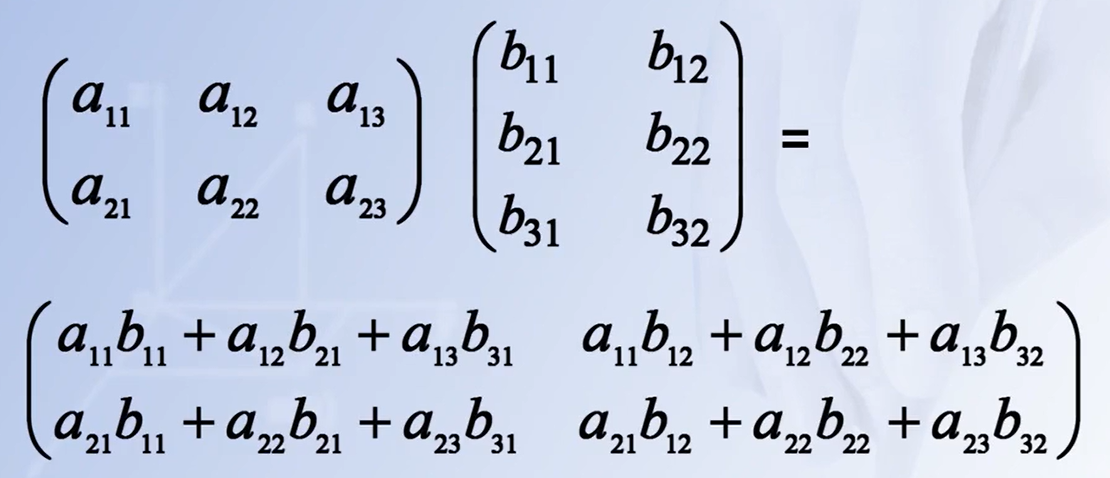 (a₁₁ a₁₂ a₁₃) (b₁₁ b₁₂)
(a₂₁ a₂₂ a₂₃) (b₂₁ b₂₂) =
(b₃₁ b₃₂)
(a₁₁b₁₁ + a₁₂b₂₁ + a₁₃b₃₁ a₁₁b₁₂ + a₁₂b₂₂ + a₁₃b₃₂)
(a₂₁b₁₁ + a₂₂b₂₁ + a₂₃b₃₁ a₂₁b₁₂ + a₂₂b₂₂ + a₂₃b₃₂)